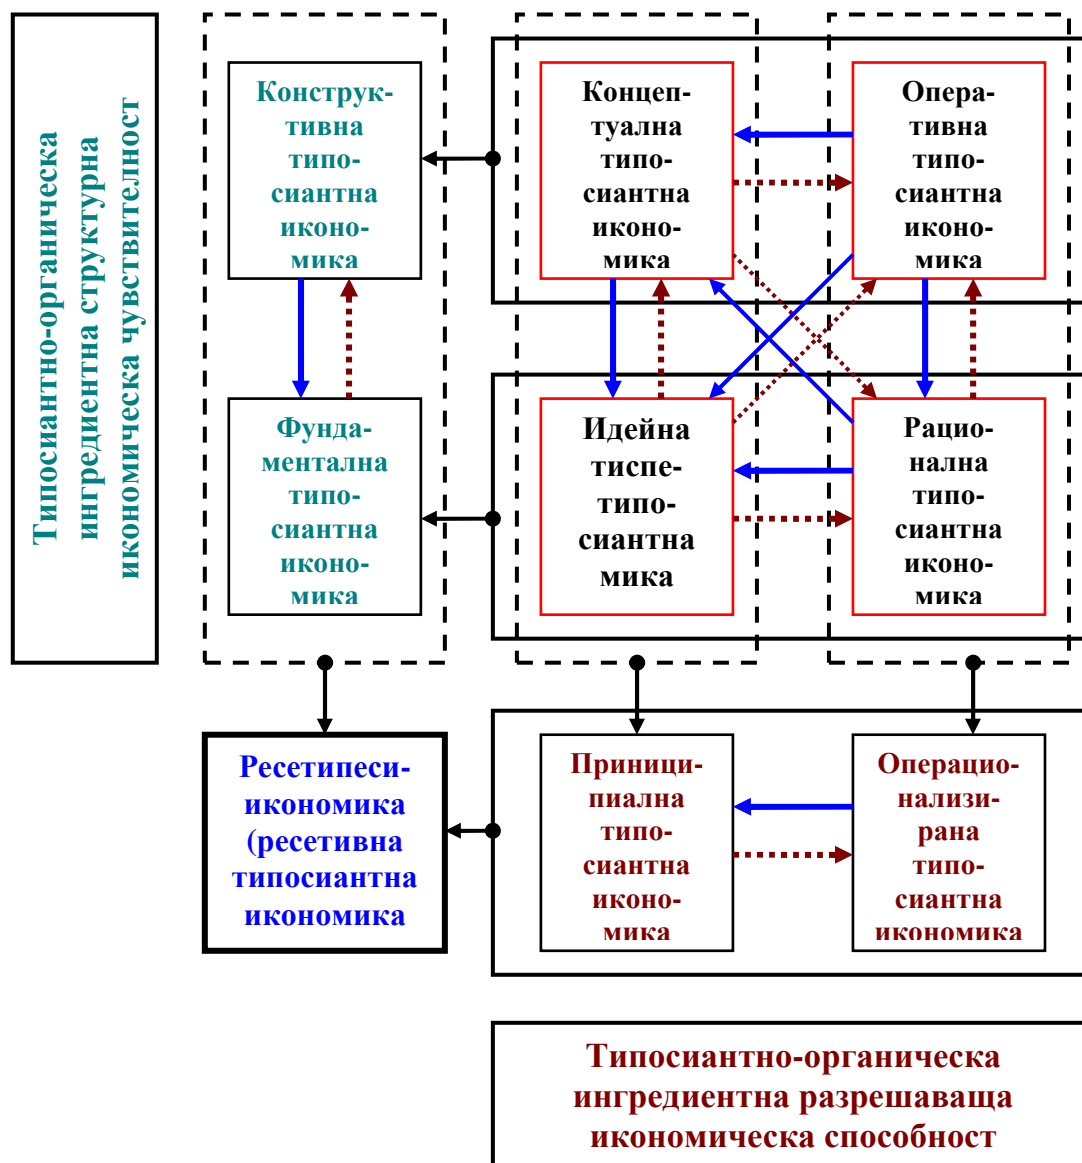 Типосиантно-органическа
ингредиентна структурна
икономическа чувствителност
Конструк-
тивна
типо-
сиантна
иконо-
мика
Концеп-
туална
типо-
сиантна
иконо-
мика
Опера-
тивна
типо-
сиантна
иконо-
мика
Фунда-
ментална
типо-
сиантна
иконо-
мика
Идейна
тиспе-
типо-
сиантна
мика
Рацио-
нална
типо-
сиантна
иконо-
мика
Ресетипеси-
икономика
(ресетивна
типосиантна
икономика
Приници-
пиална
типо-
сиантна
иконо-
мика
Операцио-
нализи-
рана
типо-
сиантна
икономика
Типосиантно-органическа
ингредиентна разрешаваща
икономическа способност